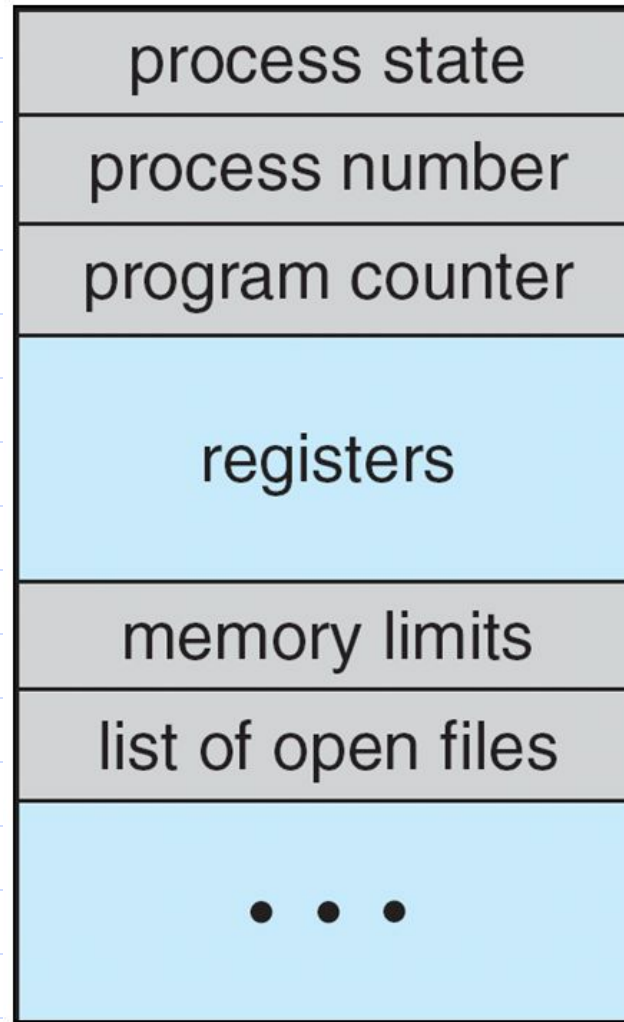 process state
process number
program counter
registers
memory limits
list of open files
• • •